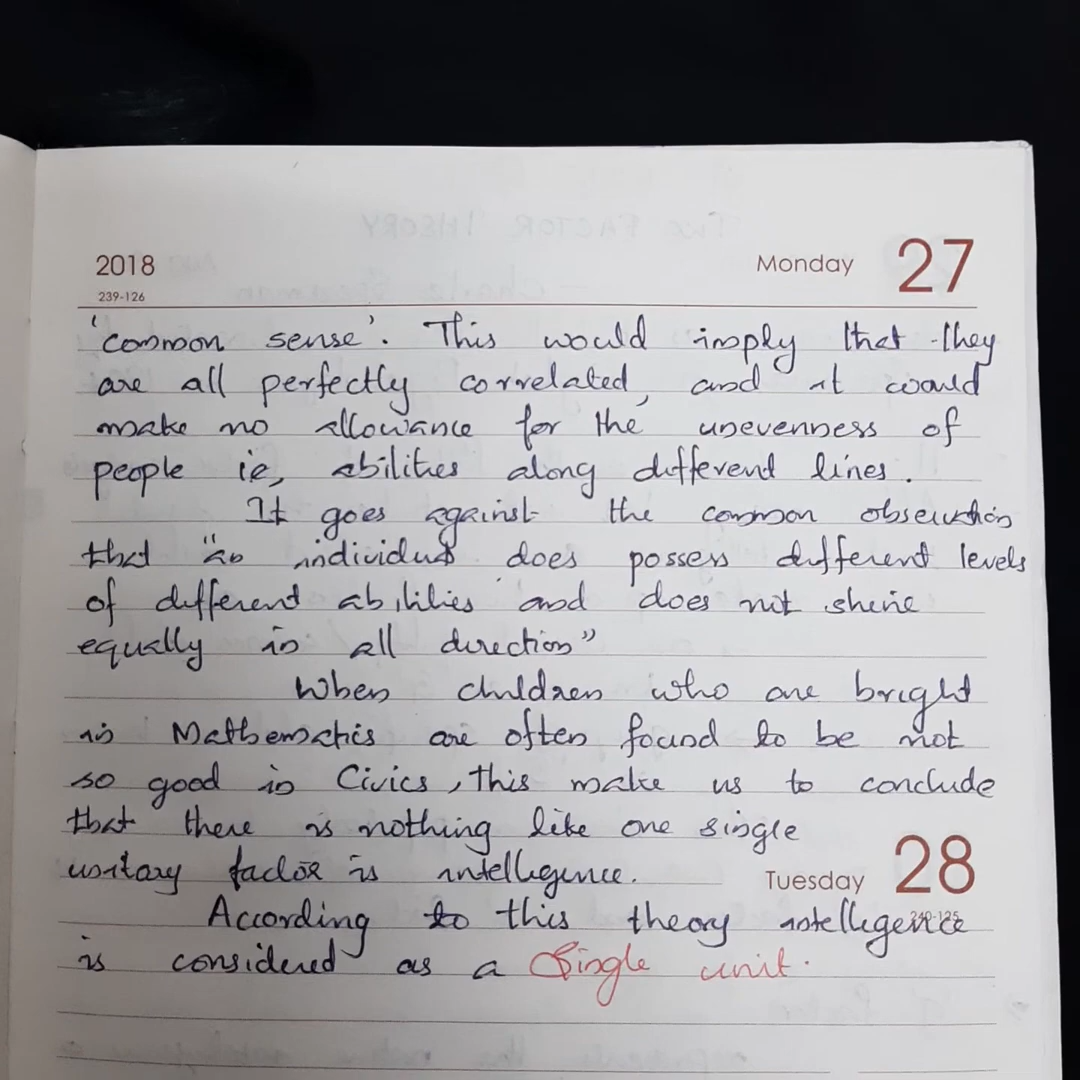 2018
Monday 27
239-126
'common sense'. This would imply that they
are all perfectly correlated, and it would
make no allowance for the unevenness of
people ie, abilities along different lines.
It goes against the common observation
that "an individual does possess different levels
of different abilities and does not shine
equally in all direction"
When children who are bright
in Mathematics are often found to be not
so good in Civics, this make us to conclude
that there is nothing like one single
unitary factor is intelligence.
Tuesday 28
240-125
According to this theory intelligence
is considered as a Single unit.